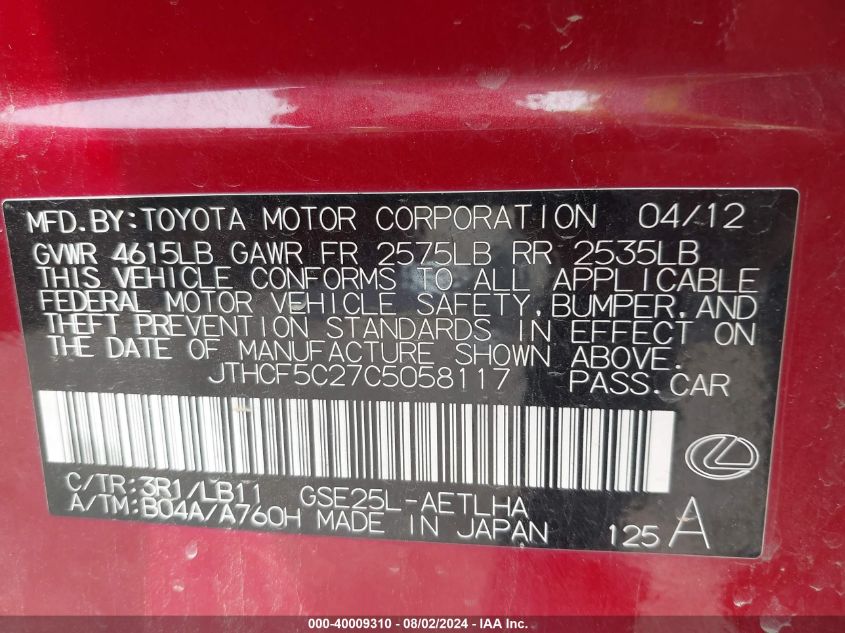 MFD.BY:TOYOTA MOTOR CORPORATION 04/12
GVWR 4615LB GAWR FR 2575LB RR 2535LB
THIS VEHICLE CONFORMS TO ALL APPLICABLE
FEDERAL MOTOR VEHICLE SAFETY,BUMPER,AND
THEFT PREVENTION STANDARDS IN EFFECT ON
THE DATE OF MANUFACTURE SHOWN ABOVE.
JTHCF5C27C5058117 PASS.CAR
C/TR:3R1/LB11 GSE25L-AETLHA
A/TM:B04A/A760H MADE IN JAPAN 125 A
000-40009310 - 08/02/2024 - IAA Inc.